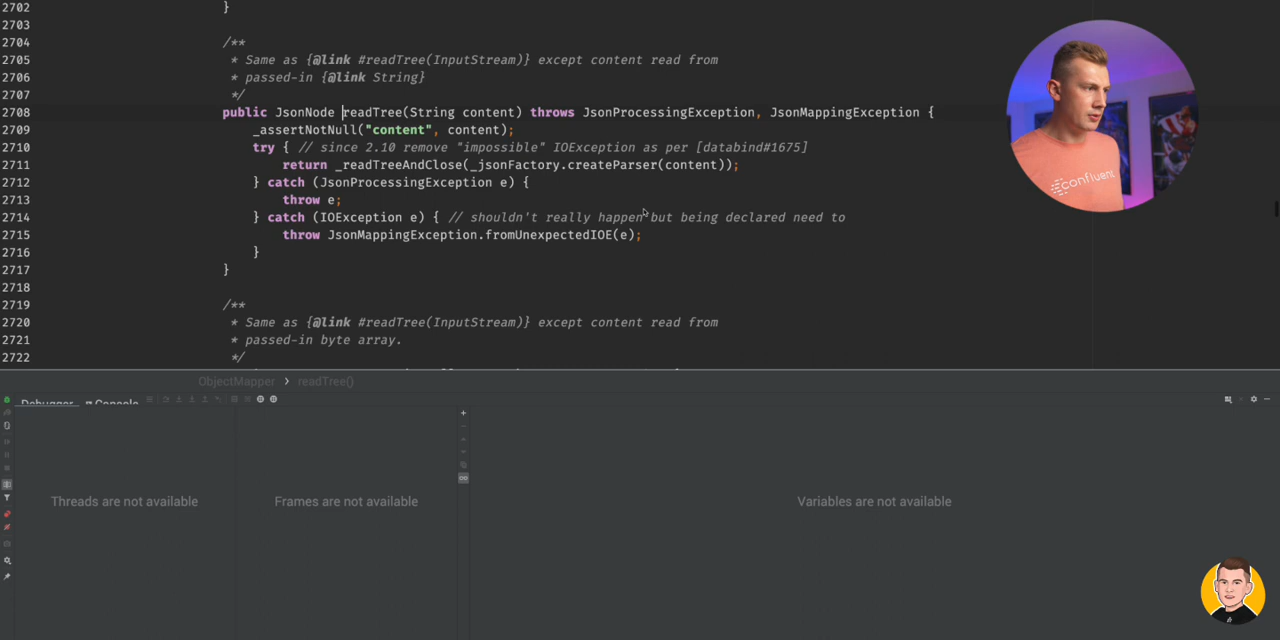 2702 }
2703
2704 /**
2705 * Same as {@link #readTree(InputStream)} except content read from
2706 * passed-in {@link String}
2707 */
2708 public JsonNode readTree(String content) throws JsonProcessingException, JsonMappingException {
2709 _assertNotNull("content", content);
2710 try { // since 2.10 remove "impossible" IOException as per [databind#1675]
2711 return _readTreeAndClose(_jsonFactory.createParser(content));
2712 } catch (JsonProcessingException e) {
2713 throw e;
2714 } catch (IOException e) { // shouldn't really happen but being declared need to
2715 throw JsonMappingException.fromUnexpectedIOE(e);
2716 }
2717 }
2718
2719 /**
2720 * Same as {@link #readTree(InputStream)} except content read from
2721 * passed-in byte array.
2722 */
confluent
ObjectMapper › readTree()
Debugger Console
Threads are not available
Frames are not available
Variables are not available